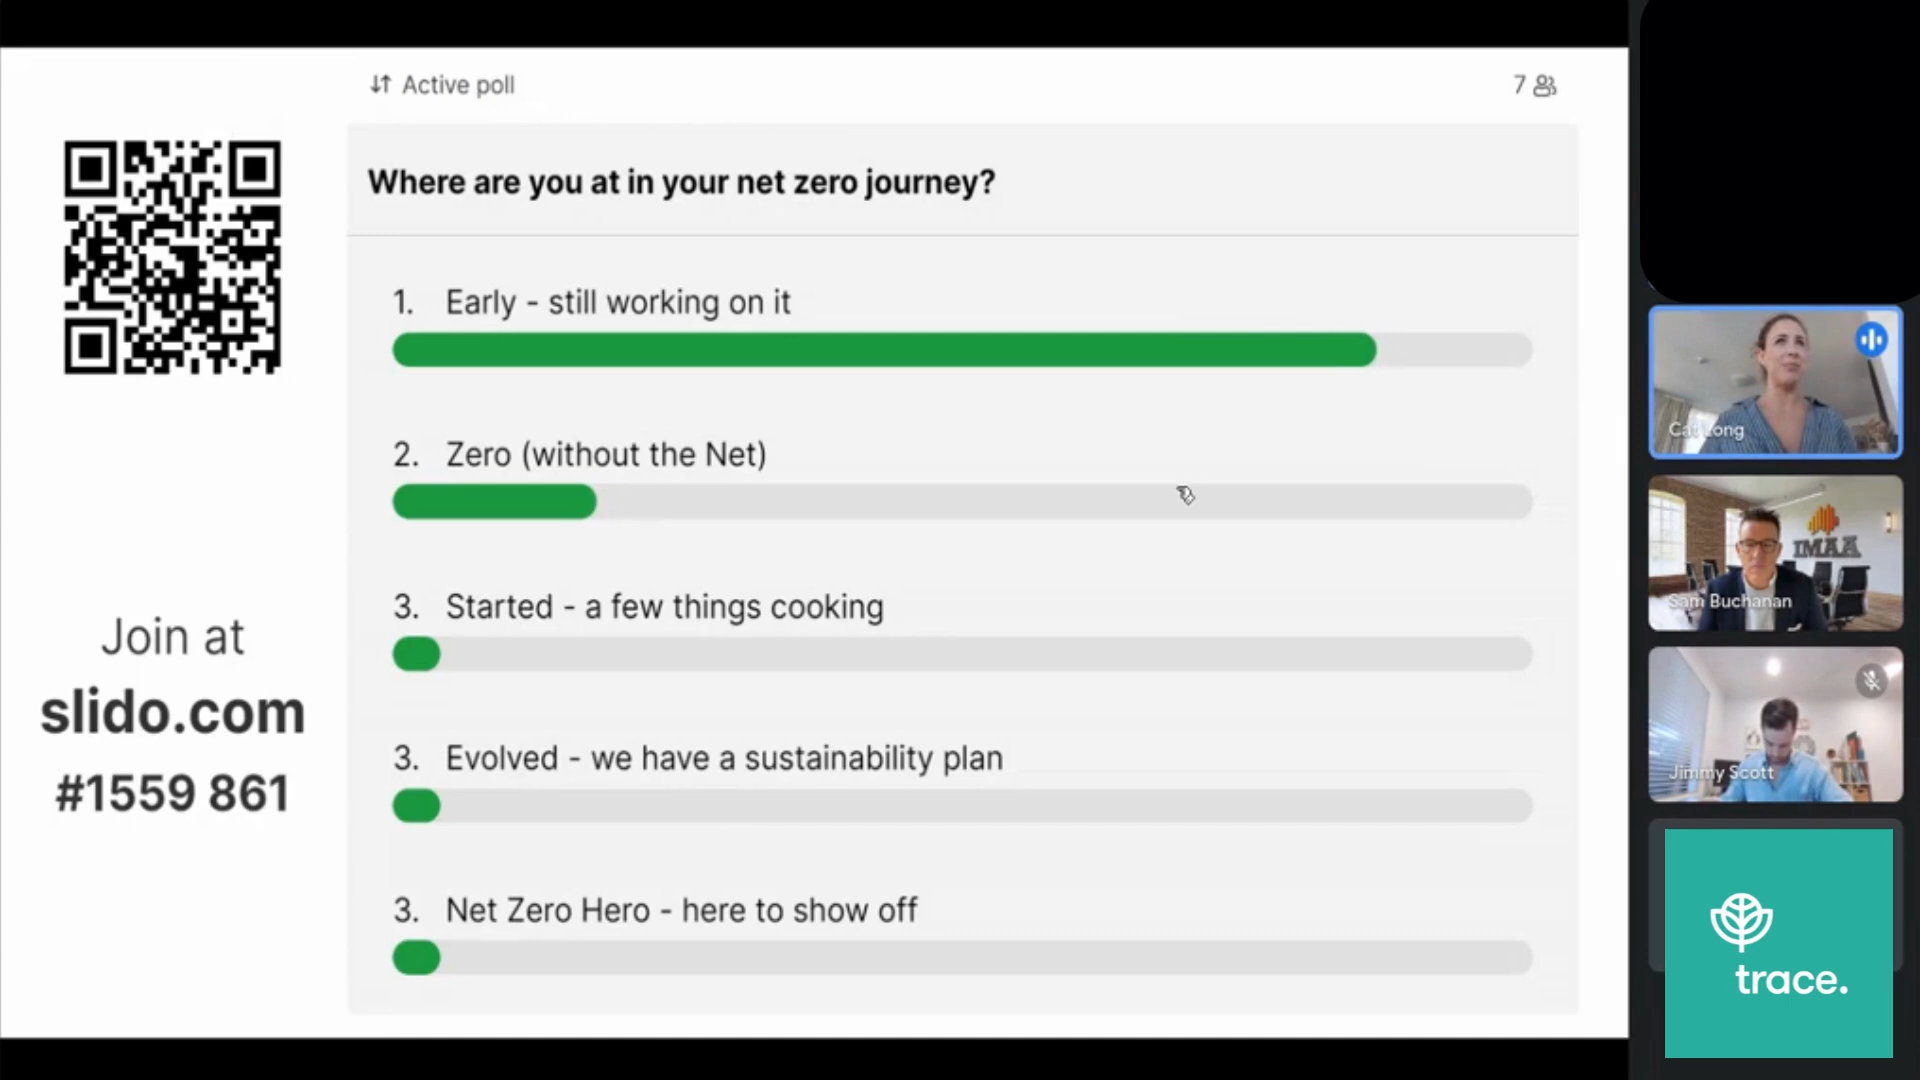 Active poll
7
Where are you at in your net zero journey?
1. Early - still working on it
2. Zero (without the Net)
3. Started - a few things cooking
3. Evolved - we have a sustainability plan
3. Net Zero Hero - here to show off
Join at
slido.com
#1559 861
Cat Long
IMAA
Sam Buchanan
Jimmy Scott
trace.